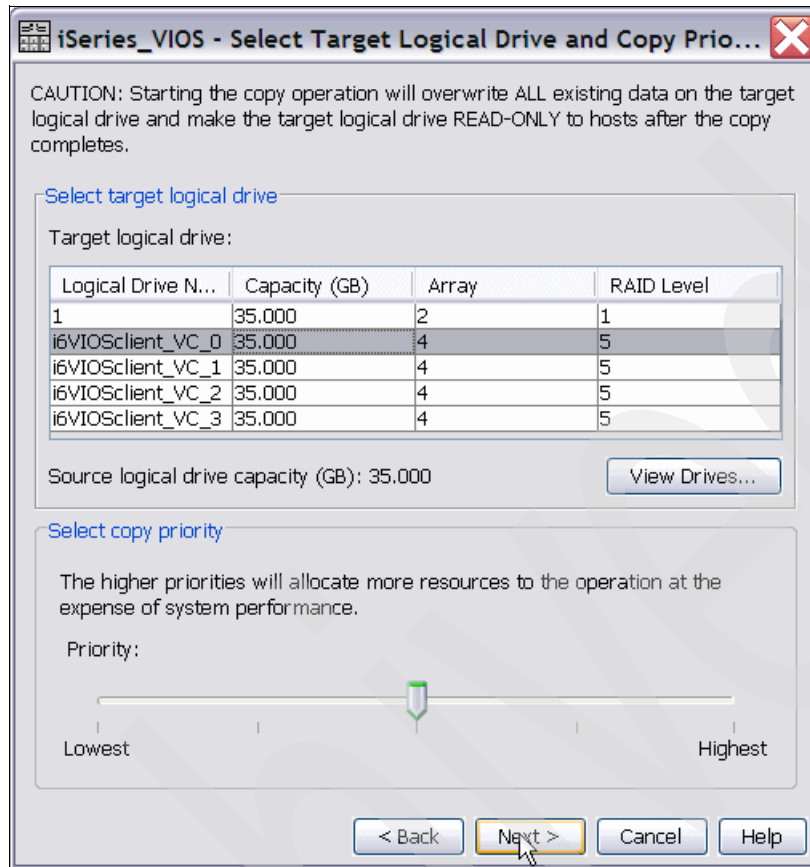 iSeries_VIOS - Select Target Logical Drive and Copy Prio...
CAUTION: Starting the copy operation will overwrite ALL existing data on the target
logical drive and make the target logical drive READ-ONLY to hosts after the copy
completes.
Select target logical drive
Target logical drive:
Logical Drive N... Capacity (GB) Array RAID Level
1 35.000 2 1
i6VIOSclient_VC_0 35.000 4 5
i6VIOSclient_VC_1 35.000 4 5
i6VIOSclient_VC_2 35.000 4 5
i6VIOSclient_VC_3 35.000 4 5
Source logical drive capacity (GB): 35.000 View Drives...
Select copy priority
The higher priorities will allocate more resources to the operation at the
expense of system performance.
Priority:
Lowest Highest
< Back Next > Cancel Help